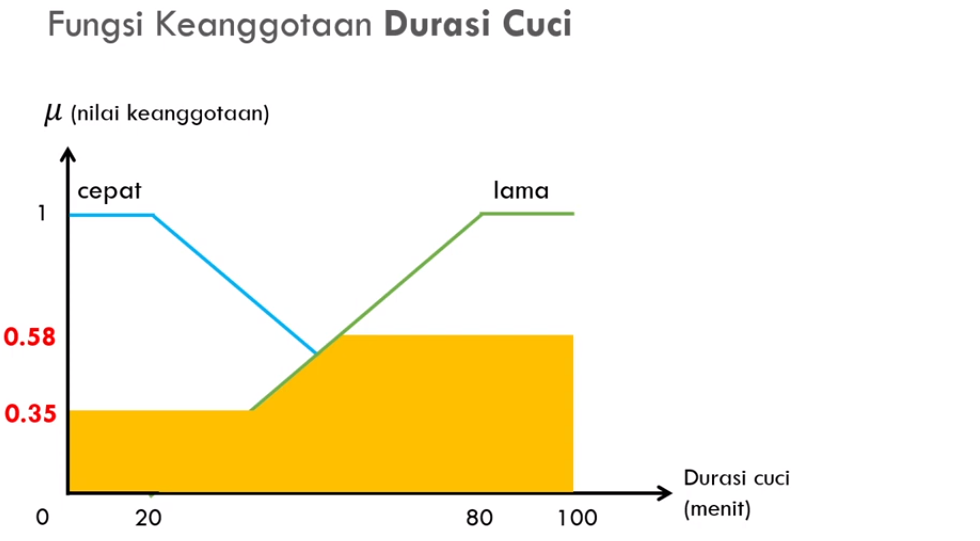 Fungsi Keanggotaan Durasi Cuci
μ (nilai keanggotaan)
cepat
lama
1
0.58
0.35
Durasi cuci
(menit)
0
20
80
100